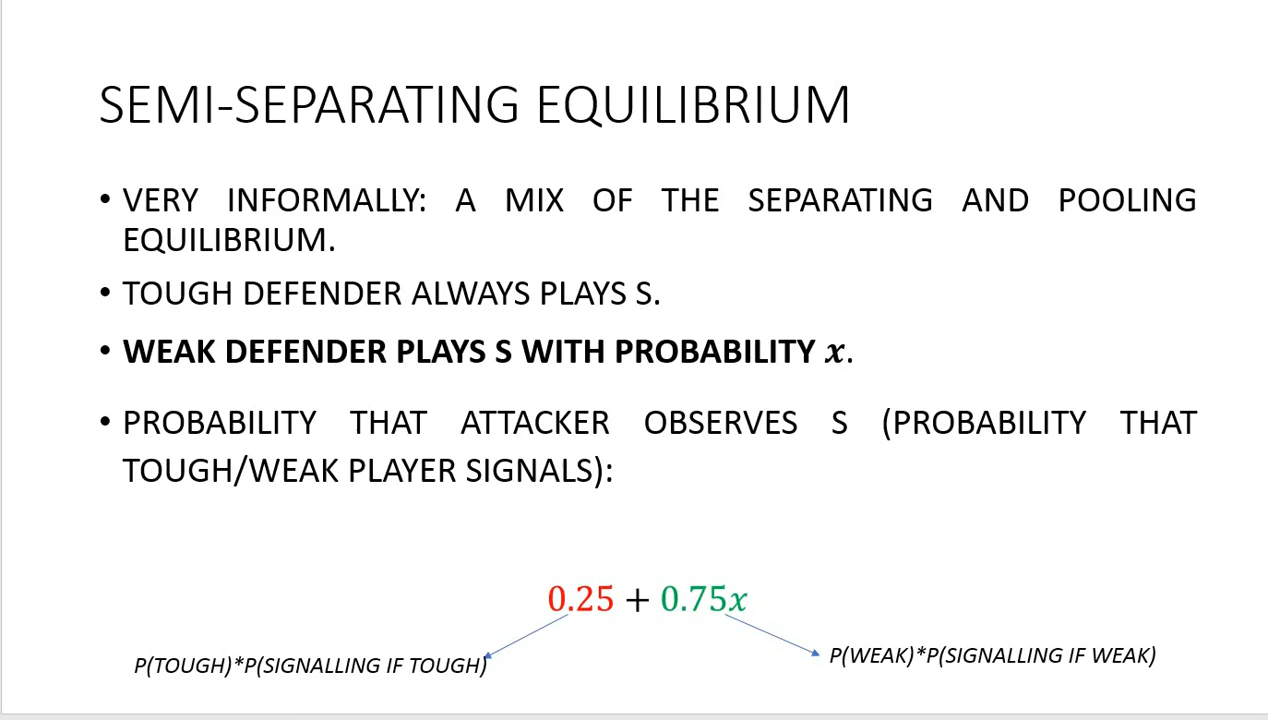 SEMI-SEPARATING EQUILIBRIUM
• VERY INFORMALLY: A MIX OF THE SEPARATING AND POOLING
EQUILIBRIUM.
• TOUGH DEFENDER ALWAYS PLAYS S.
• WEAK DEFENDER PLAYS S WITH PROBABILITY x.
• PROBABILITY THAT ATTACKER OBSERVES S (PROBABILITY THAT
TOUGH/WEAK PLAYER SIGNALS):
0.25 + 0.75x
P(TOUGH)*P(SIGNALLING IF TOUGH)
P(WEAK)*P(SIGNALLING IF WEAK)